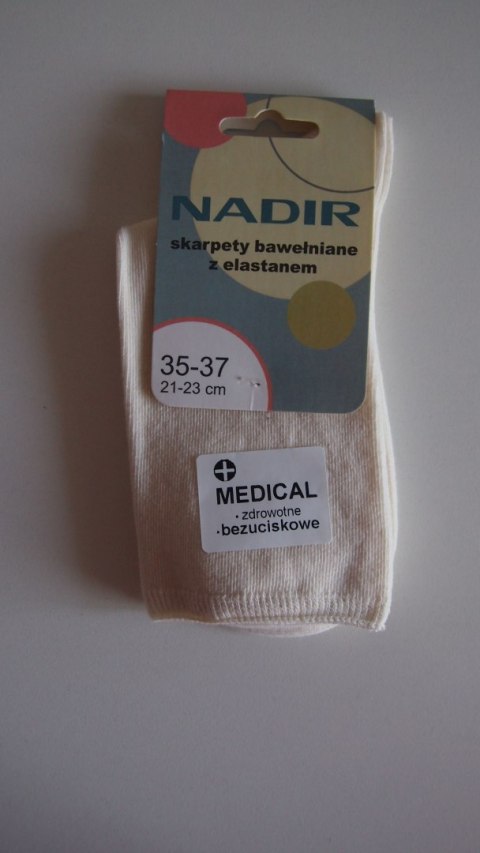 NADIR
skarpety bawełniane
z elastanem
35-37
21-23 cm
MEDICAL
· zdrowotne
· bezuciskowe